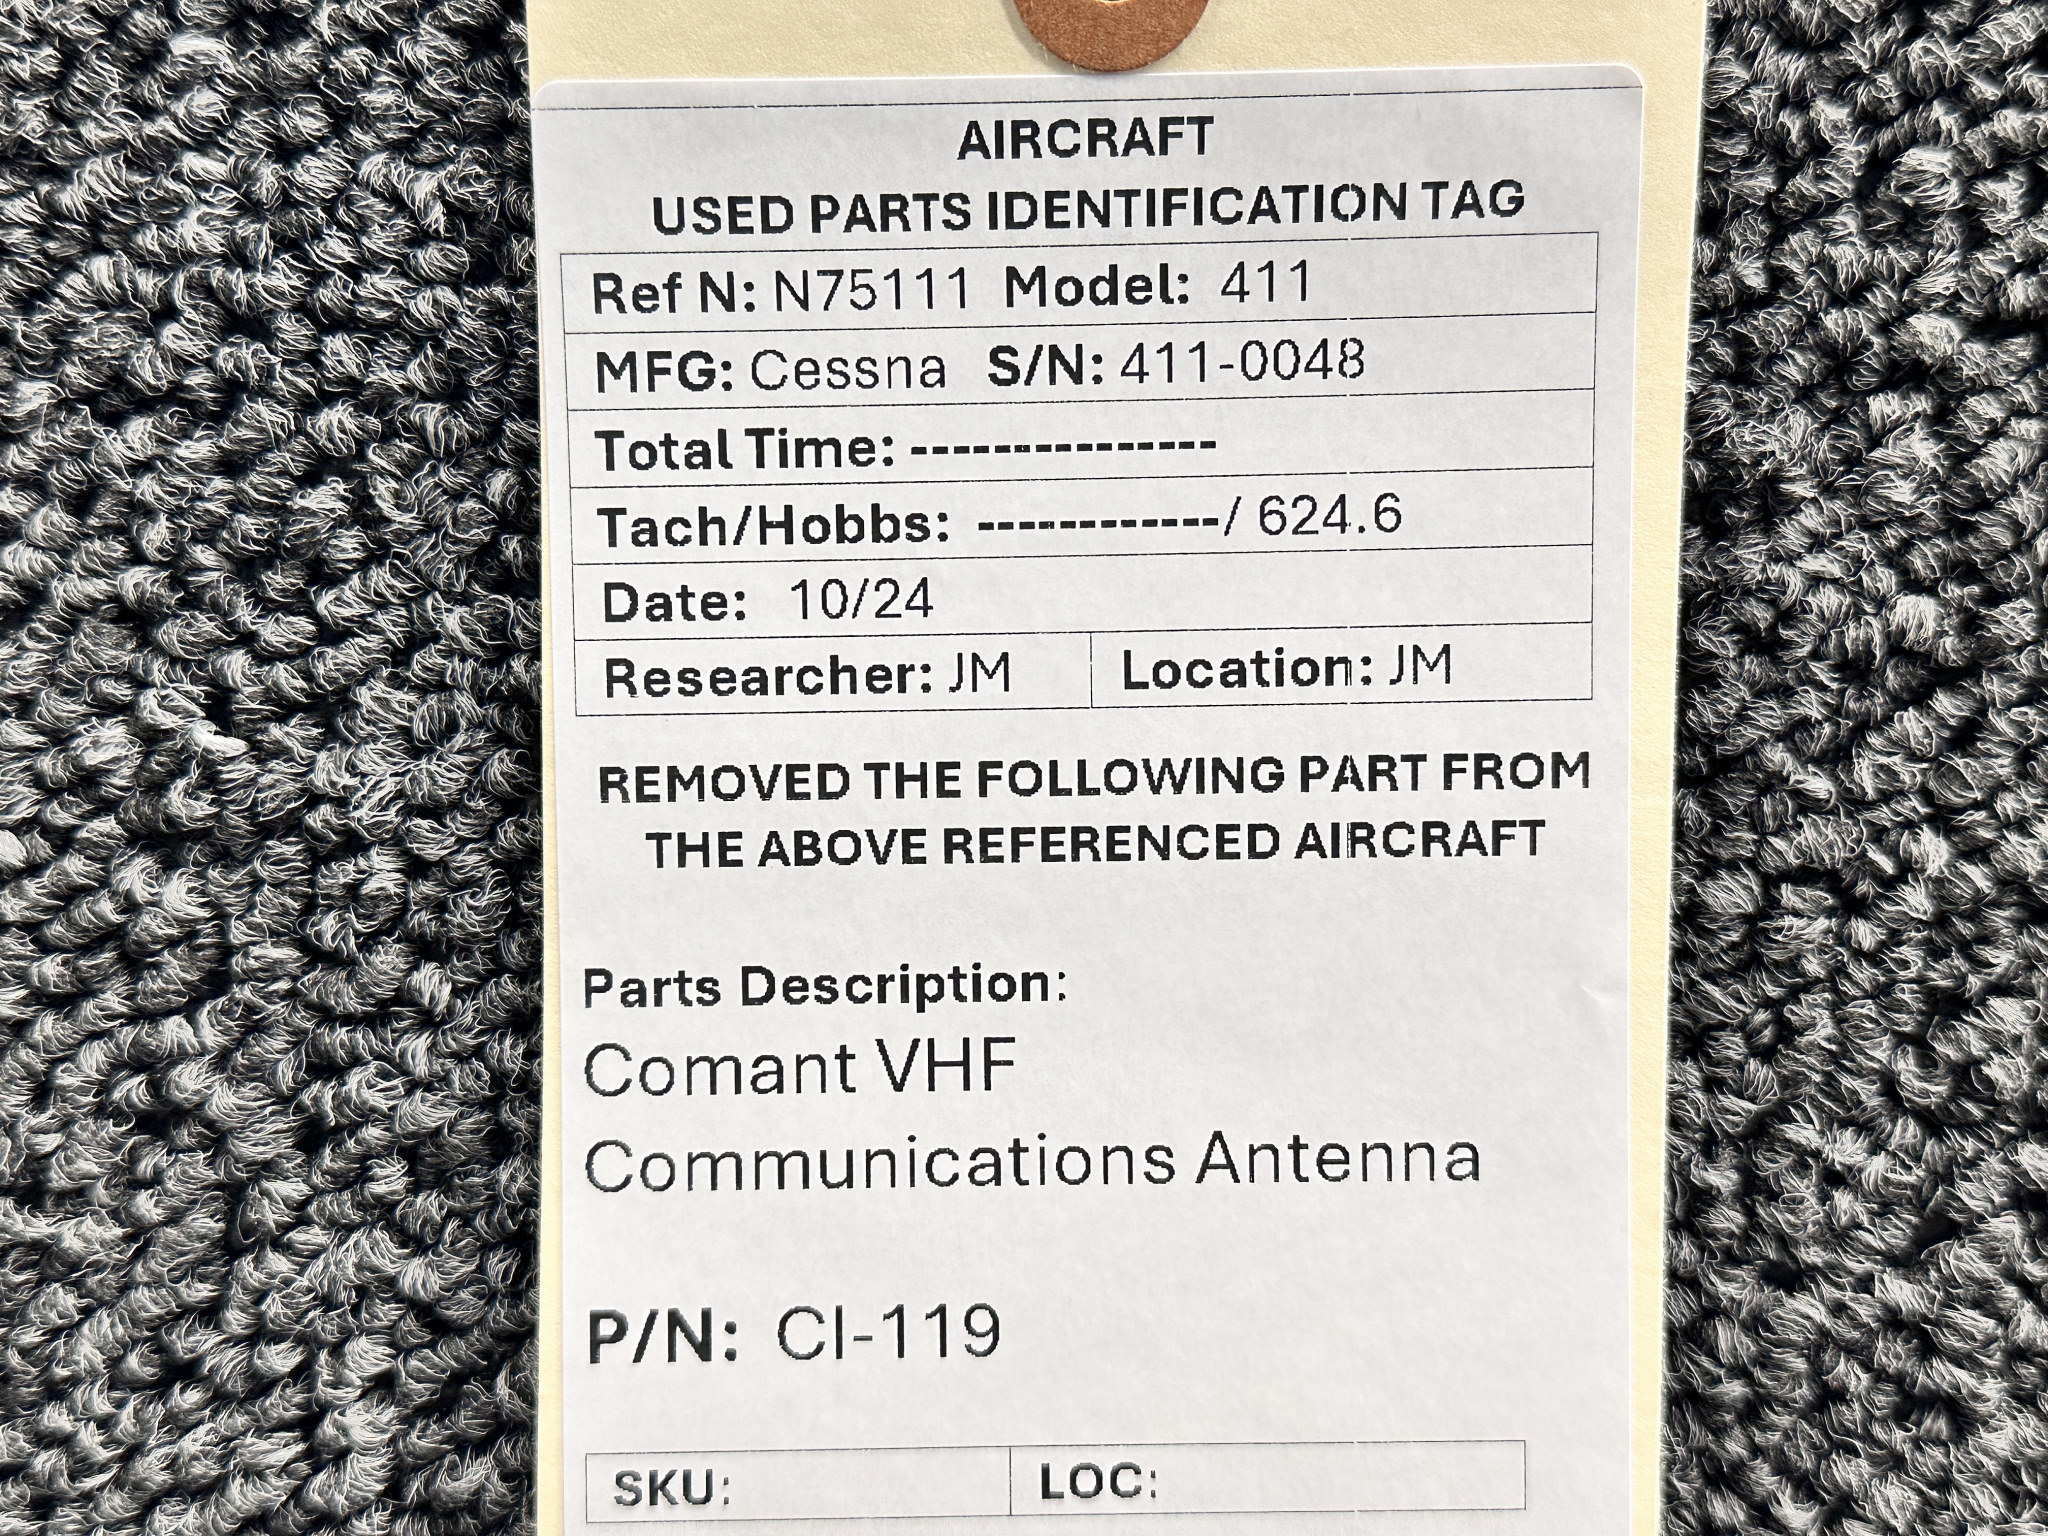 AIRCRAFT
USED PARTS IDENTIFICATION TAG
Ref N: N75111 Model: 411
MFG: Cessna S/N: 411-0048
Total Time: ---------------
Tach/Hobbs: ------------/ 624.6
Date: 10/24
Researcher: JM Location: JM
REMOVED THE FOLLOWING PART FROM
THE ABOVE REFERENCED AIRCRAFT
Parts Description:
Comant VHF
Communications Antenna
P/N: CI-119
SKU: LOC: